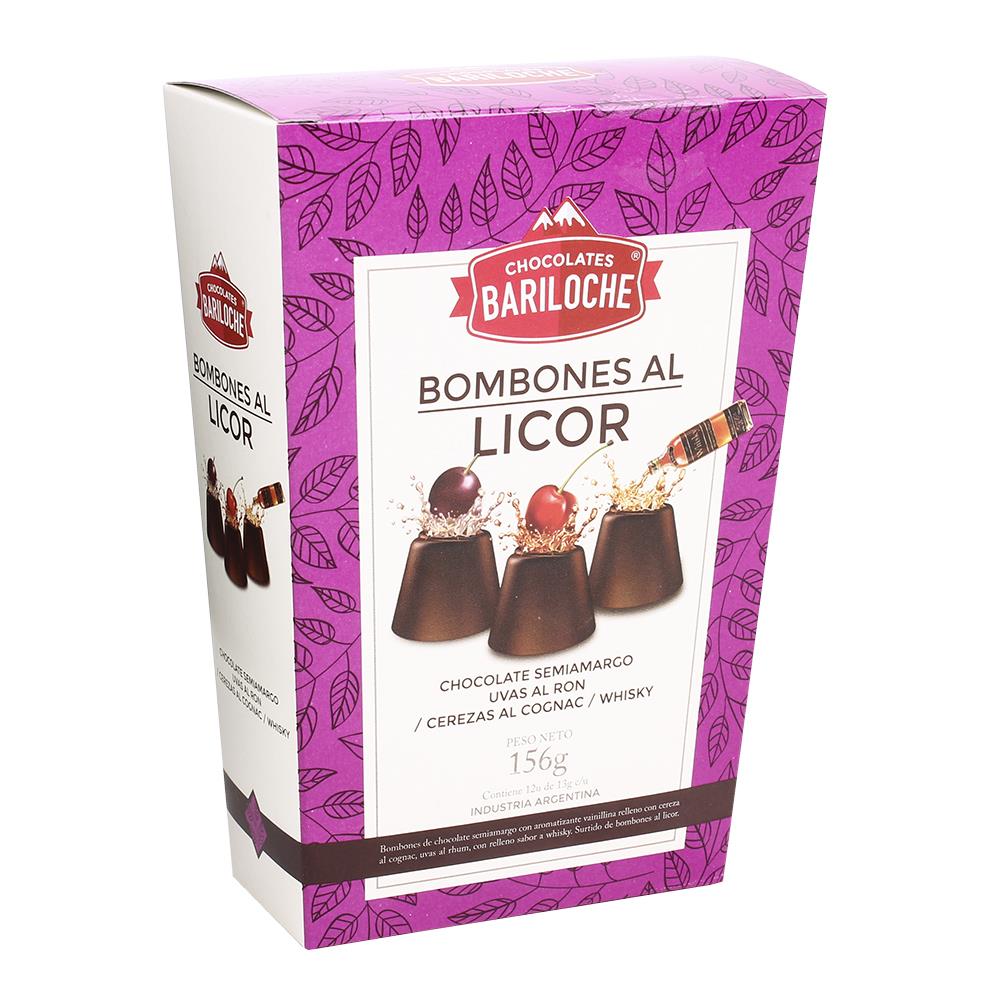 CHOCOLATES
BARILOCHE
CHOCOLATES
BARILOCHE
BOMBONES AL
LICOR
CHOCOLATE SEMIAMARGO
UVAS AL RON
/ CEREZAS AL COGNAC / WHISKY
CHOCOLATES ®
BARILOCHE
BOMBONES AL
LICOR
CHOCOLATE SEMIAMARGO
UVAS AL RON
/ CEREZAS AL COGNAC / WHISKY
PESO NETO
156g
Contiene 12u de 13g c/u
INDUSTRIA ARGENTINA
Bombones de chocolate semiamargo con aromatizante vainillina relleno con cereza
al cognac, uvas al rhum, con relleno sabor a whisky. Surtido de bombones al licor.